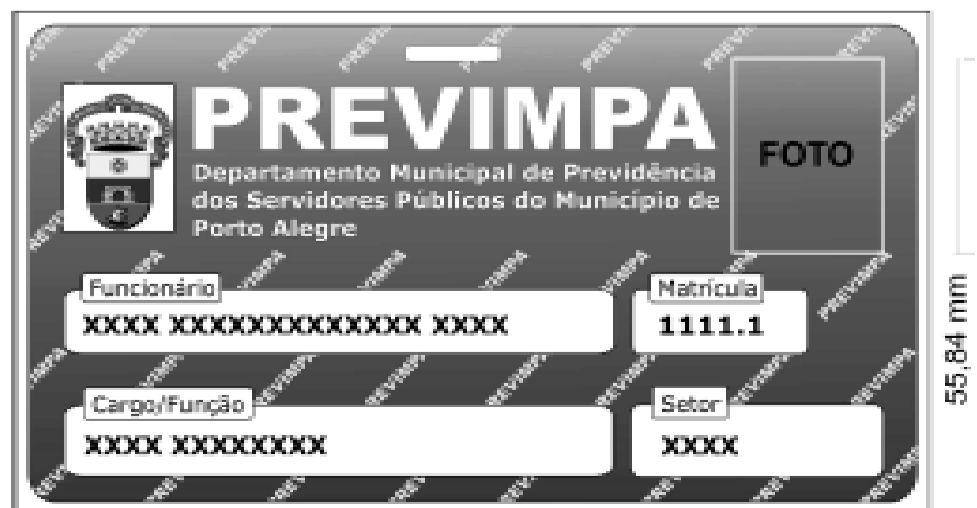 PREVIMPA
Departamento Municipal de Previdência
dos Servidores Públicos do Município de
Porto Alegre
FOTO
Funcionário
XXXX XXXXXXXXXXXXX XXXX
Matrícula
1111.1
Cargo/Função
XXXX XXXXXXXX
Setor
XXXX
55,84 mm